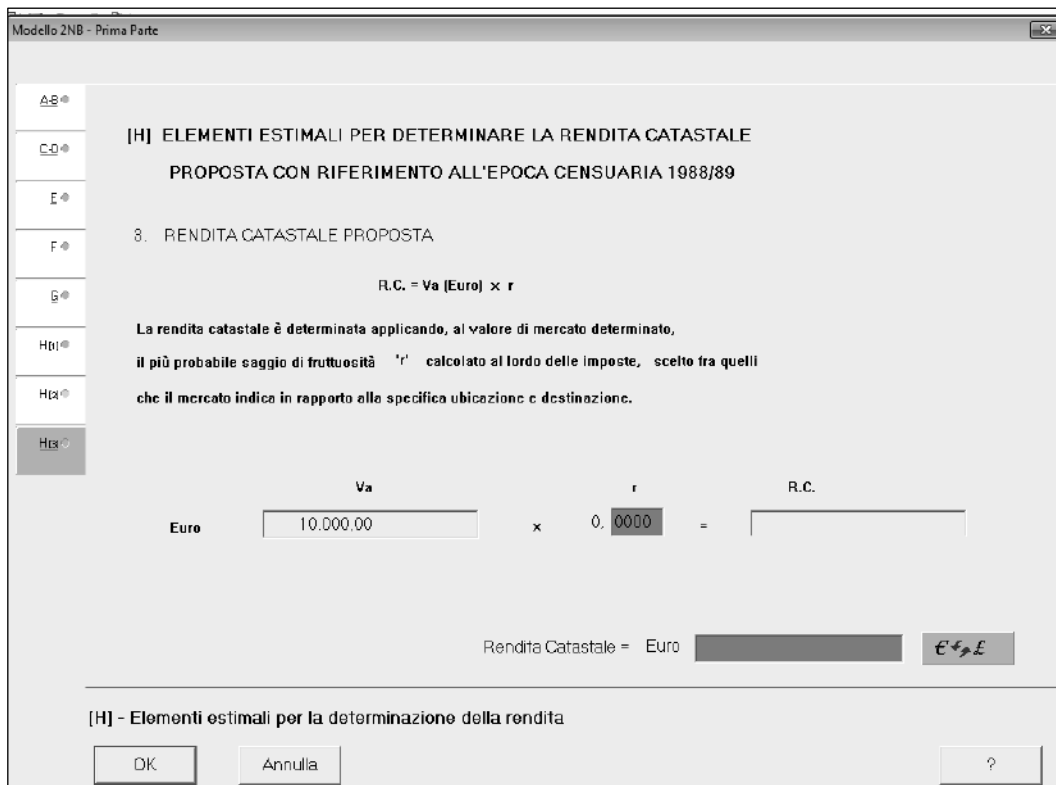 Modello 2NB - Prima Parte
A-B
C-D
E
F
G
H[1]
H[2]
H[3]
[H] ELEMENTI ESTIMALI PER DETERMINARE LA RENDITA CATASTALE
PROPOSTA CON RIFERIMENTO ALL'EPOCA CENSUARIA 1988/89
3. RENDITA CATASTALE PROPOSTA
R.C. = Va (Euro) x r
La rendita catastale è determinata applicando, al valore di mercato determinato,
il più probabile saggio di fruttuosità 'r' calcolato al lordo delle imposte, scelto fra quelli
che il mercato indica in rapporto alla specifica ubicazione e destinazione.
Va r R.C.
Euro 10.000,00 x 0, 0000 =
Rendita Catastale = Euro € £
[H] - Elementi estimali per la determinazione della rendita
OK Annulla ?